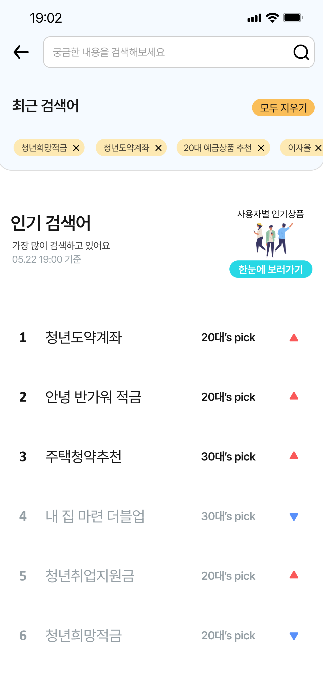 19:02
궁금한 내용을 검색해보세요
최근 검색어
모두 지우기
청년희망적금 ×
청년도약계좌 ×
20대 예금상품 추천 ×
이자율 ×
인기 검색어
가장 많이 검색하고 있어요
05.22 19:00 기준
사용자별 인기상품
한눈에 보러가기
1 청년도약계좌 20대's pick ▲
2 안녕 반가워 적금 20대's pick ▲
3 주택청약추천 30대's pick ▲
4 내 집 마련 더블업 30대's pick ▼
5 청년취업지원금 20대's pick ▲
6 청년희망적금 20대's pick ▼